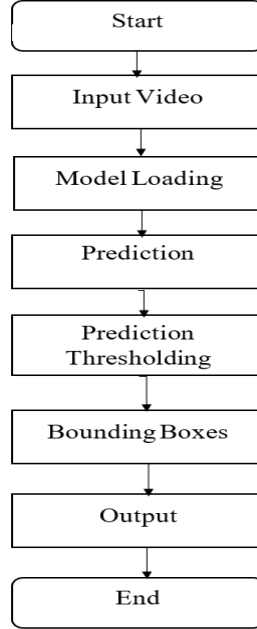 Start
Input Video
Model Loading
Prediction
Prediction
Thresholding
Bounding Boxes
Output
End